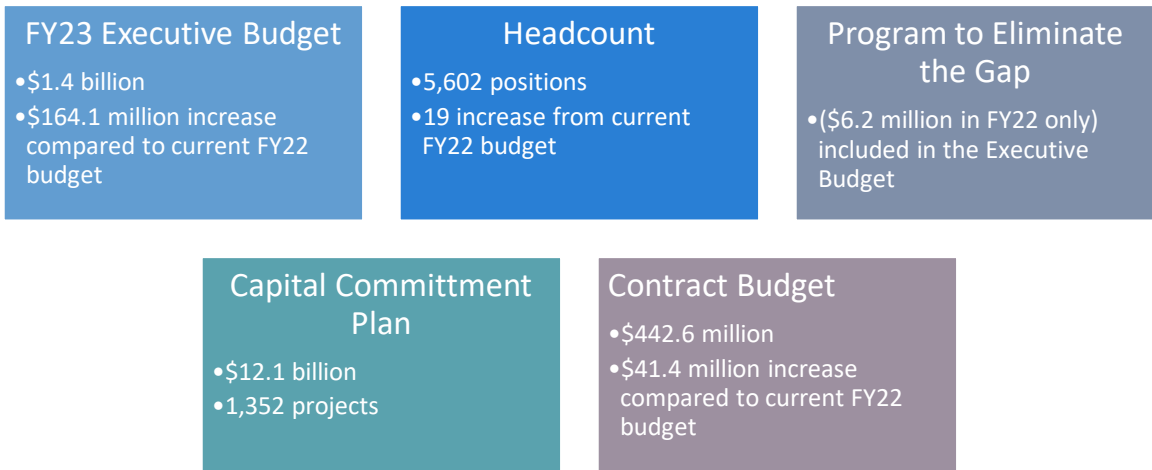 FY23 Executive Budget
•$1.4 billion
•$164.1 million increase
compared to current FY22
budget
Headcount
•5,602 positions
•19 increase from current
FY22 budget
Program to Eliminate
the Gap
•($6.2 million in FY22 only)
included in the Executive
Budget
Capital Committment
Plan
•$12.1 billion
•1,352 projects
Contract Budget
•$442.6 million
•$41.4 million increase
compared to current FY22
budget